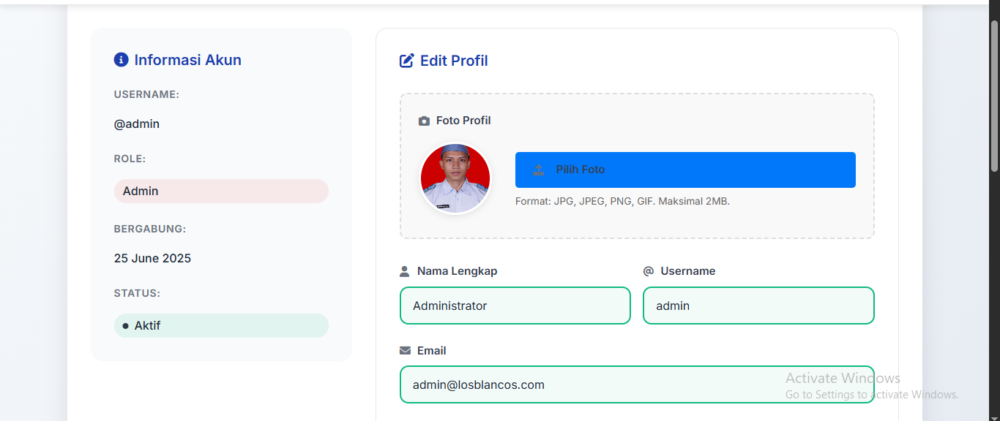 Informasi Akun
USERNAME:
@admin
ROLE:
Admin
BERGABUNG:
25 June 2025
STATUS:
Aktif
Edit Profil
Foto Profil
Pilih Foto
Format: JPG, JPEG, PNG, GIF. Maksimal 2MB.
Nama Lengkap
Administrator
@ Username
admin
Email
admin@losblancos.com
Activate Windows
Go to Settings to activate Windows.